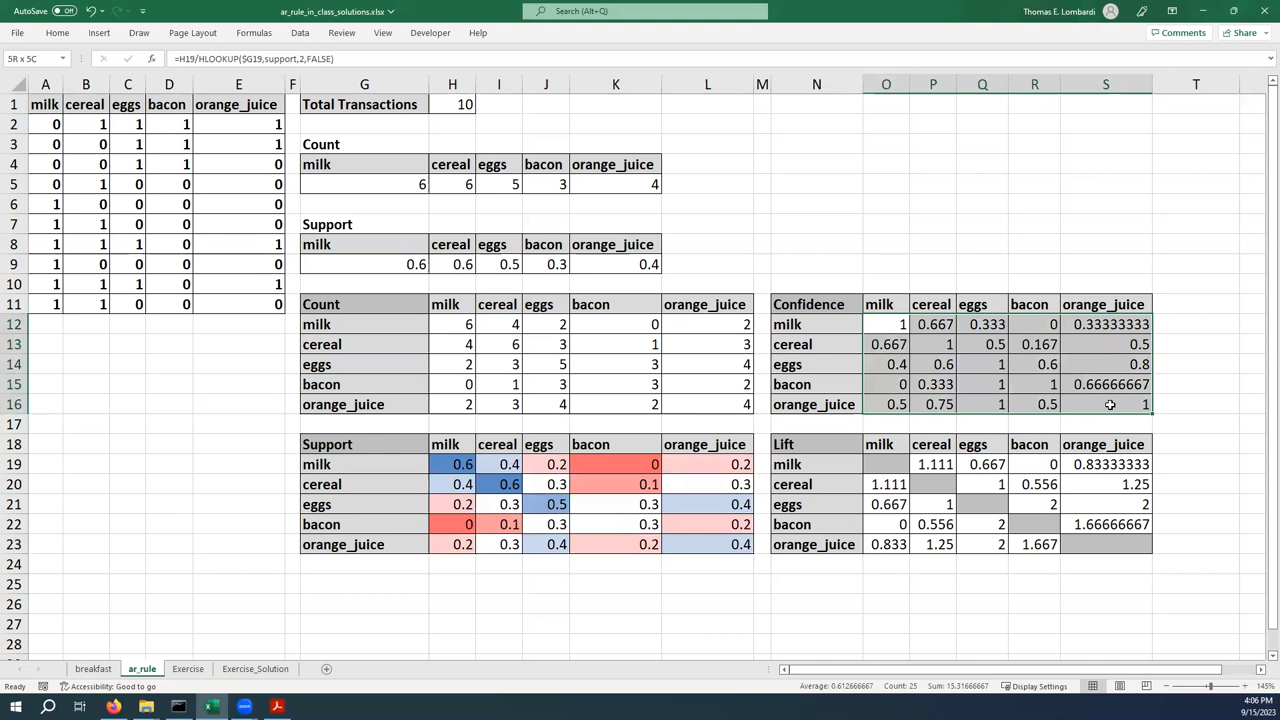 AutoSave Off ar_rule_in_class_solutions.xlsx Search (Alt+Q) Thomas E. Lombardi
File Home Insert Draw Page Layout Formulas Data Review View Developer Help Comments Share
5R x 5C fx =H19/HLOOKUP($G19,support,2,FALSE)
A B C D E F G H I J K L M N O P Q R S T
1 milk cereal eggs bacon orange_juice Total Transactions 10
2 0 1 1 1 1
3 0 0 1 1 1 Count
4 0 0 1 1 0 milk cereal eggs bacon orange_juice
5 0 1 0 0 0 6 6 5 3 4
6 1 0 0 0 0
7 1 1 0 0 0 Support
8 1 1 1 0 1 milk cereal eggs bacon orange_juice
9 1 0 0 0 0 0.6 0.6 0.5 0.3 0.4
10 1 1 1 0 1
11 1 1 0 0 0 Count milk cereal eggs bacon orange_juice Confidence milk cereal eggs bacon orange_juice
12 milk 6 4 2 0 2 milk 1 0.667 0.333 0 0.33333333
13 cereal 4 6 3 1 3 cereal 0.667 1 0.5 0.167 0.5
14 eggs 2 3 5 3 4 eggs 0.4 0.6 1 0.6 0.8
15 bacon 0 1 3 3 2 bacon 0 0.333 1 1 0.66666667
16 orange_juice 2 3 4 2 4 orange_juice 0.5 0.75 1 0.5 1
17
18 Support milk cereal eggs bacon orange_juice Lift milk cereal eggs bacon orange_juice
19 milk 0.6 0.4 0.2 0 0.2 milk 1.111 0.667 0 0.83333333
20 cereal 0.4 0.6 0.3 0.1 0.3 cereal 1.111 1 0.556 1.25
21 eggs 0.2 0.3 0.5 0.3 0.4 eggs 0.667 1 2 2
22 bacon 0 0.1 0.3 0.3 0.2 bacon 0 0.556 2 1.66666667
23 orange_juice 0.2 0.3 0.4 0.2 0.4 orange_juice 0.833 1.25 2 1.667
24
25
26
27
28
breakfast ar_rule Exercise Exercise_Solution
Ready Accessibility: Good to go Average: 0.612666667 Count: 25 Sum: 15.31666667 Display Settings 145%
4:06 PM
9/15/2023